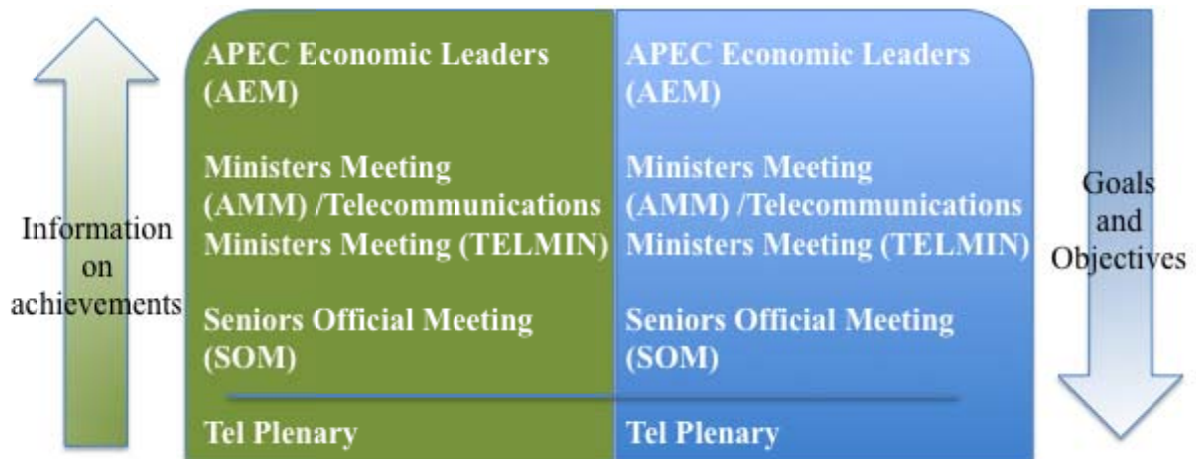 Information
on
achievements
APEC Economic Leaders
(AEM)
Ministers Meeting
(AMM) /Telecommunications
Ministers Meeting (TELMIN)
Seniors Official Meeting
(SOM)
Tel Plenary
APEC Economic Leaders
(AEM)
Ministers Meeting
(AMM) /Telecommunications
Ministers Meeting (TELMIN)
Seniors Official Meeting
(SOM)
Tel Plenary
Goals
and
Objectives